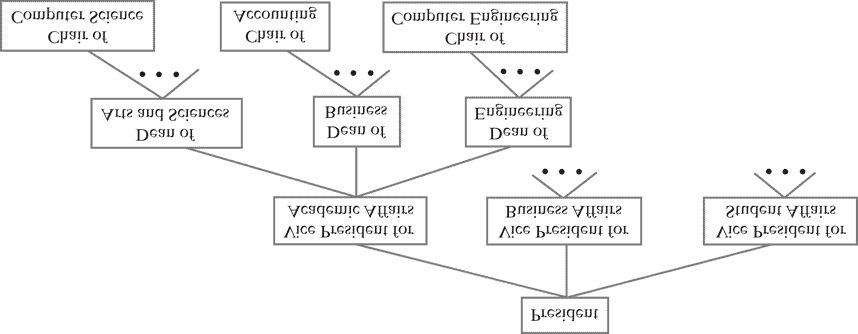 President
Vice President for
Academic Affairs
Vice President for
Business Affairs
Vice President for
Student Affairs
Dean of
Arts and Sciences
Dean of
Business
Dean of
Engineering
Chair of
Computer Science
Chair of
Accounting
Chair of
Computer Engineering